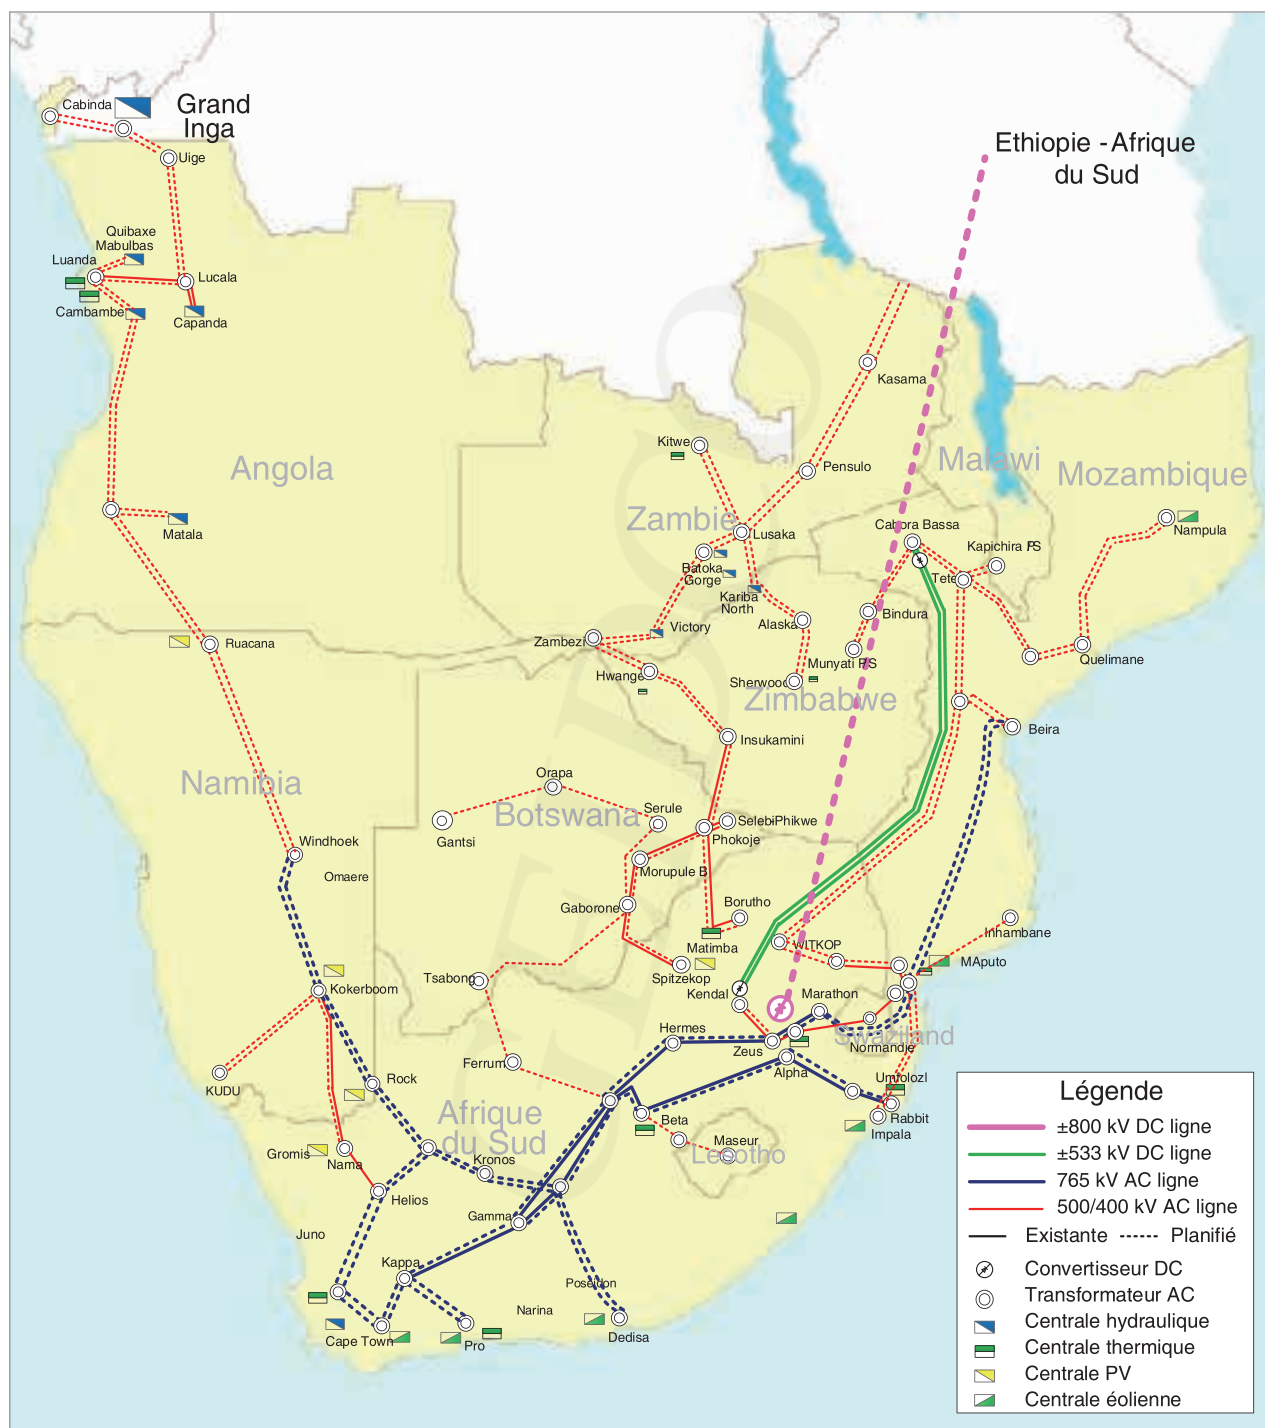 Cabinda
Grand
Inga
Uige
Ethiopie - Afrique
du Sud
Quibaxe
Mabulbas
Luanda
Lucala
Cambambe
Capanda
Kasama
Kitwe
Pensulo
Angola
Malawi
Mozambique
Zambie
Matala
Lusaka
Cabora Bassa
Nampula
Batoka
Gorge
Kapichira PS
Tete
Kariba
North
Alaska
Bindura
Victory
Zambezi
Ruacana
Munyati PS
Quelimane
Hwange
Sherwood
Zimbabwe
Insukamini
Beira
Namibia
Orapa
Botswana
Serule
SelebiPhikwe
Gantsi
Phokoje
Windhoek
Omaere
Morupule B
Gaborone
Borutho
Inhambane
Matimba
WITKOP
MAputo
Tsabong
Spitzekop
Kokerboom
Kendal
Marathon
Hermes
Zeus
Swaziland
Normandie
Ferrum
Alpha
Rock
KUDU
Umfolozl
Afrique
du Sud
Beta
Rabbit
Impala
Maseur
Lesotho
Gromis
Nama
Kronos
Helios
Gamma
Juno
Kappa
Poseidon
Narina
Cape Town
Pro
Dedisa
GEIDCO
Légende
±800 kV DC ligne
±533 kV DC ligne
765 kV AC ligne
500/400 kV AC ligne
Existante Planifié
Convertisseur DC
Transformateur AC
Centrale hydraulique
Centrale thermique
Centrale PV
Centrale éolienne